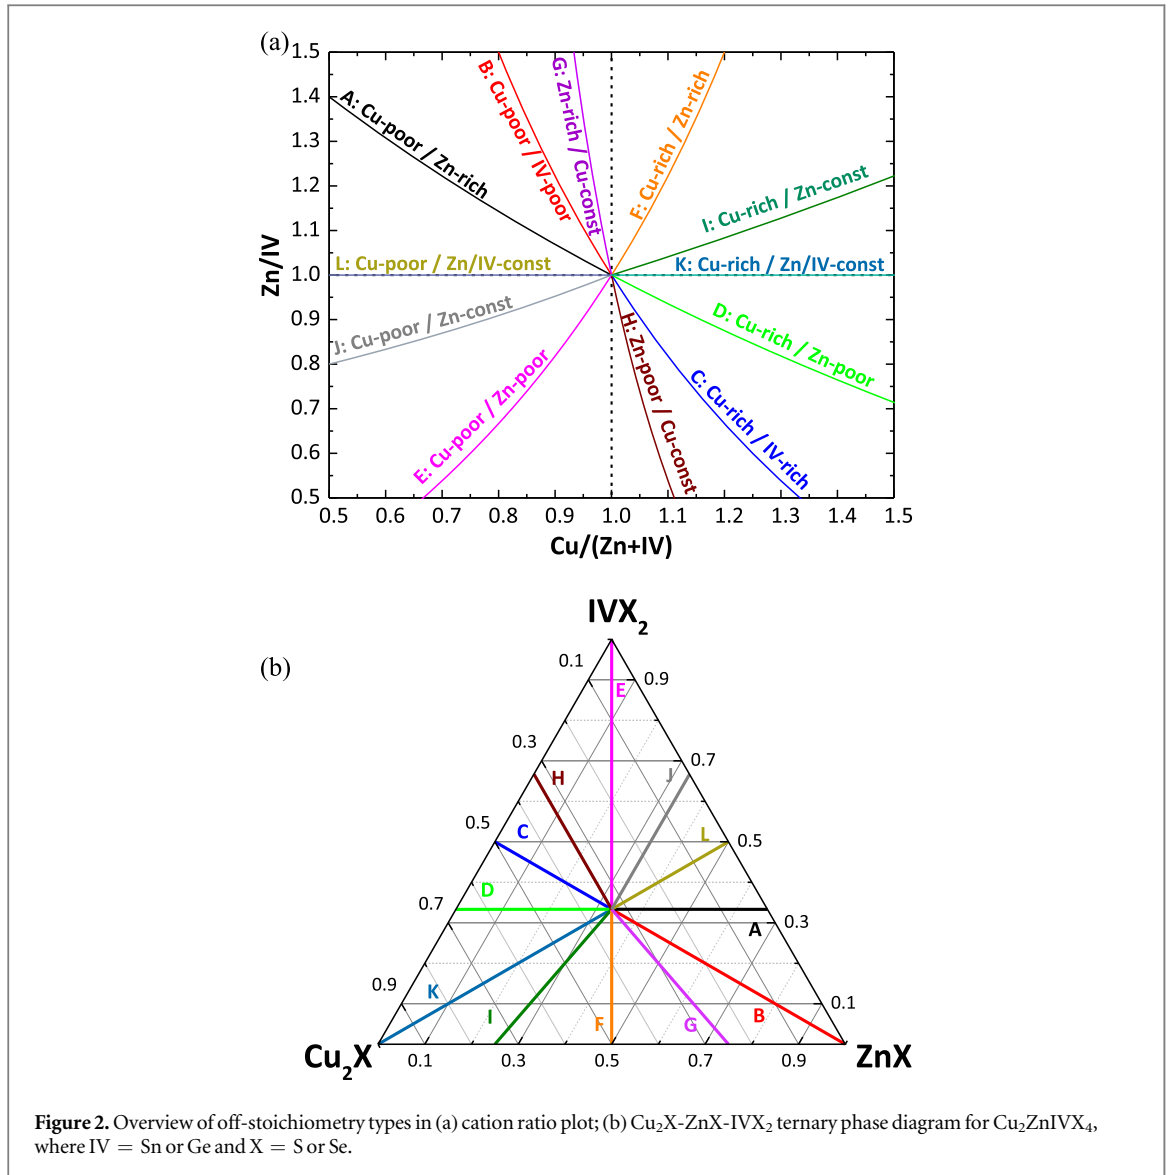 (a)
1.5
1.4
1.3
1.2
1.1
1.0
0.9
0.8
0.7
0.6
0.5
Zn/IV
A: Cu-poor / Zn-rich
B: Cu-poor / IV-poor
G: Zn-rich / Cu-const
F: Cu-rich / Zn-rich
I: Cu-rich / Zn-const
L: Cu-poor / Zn/IV-const
K: Cu-rich / Zn/IV-const
J: Cu-poor / Zn-const
E: Cu-poor / Zn-poor
H: Zn-poor / Cu-const
C: Cu-rich / IV-rich
D: Cu-rich / Zn-poor
0.5 0.6 0.7 0.8 0.9 1.0 1.1 1.2 1.3 1.4 1.5
Cu/(Zn+IV)
(b)
IVX₂
0.1
0.9
E
0.3
0.7
H
J
0.5
C
L
0.5
D
0.7
A
0.3
0.9
K
0.1
I
F
G
B
Cu₂X
0.1 0.3 0.5 0.7 0.9
ZnX
Figure 2. Overview of off-stoichiometry types in (a) cation ratio plot; (b) Cu₂X-ZnX-IVX₂ ternary phase diagram for Cu₂ZnIVX₄,
where IV = Sn or Ge and X = S or Se.